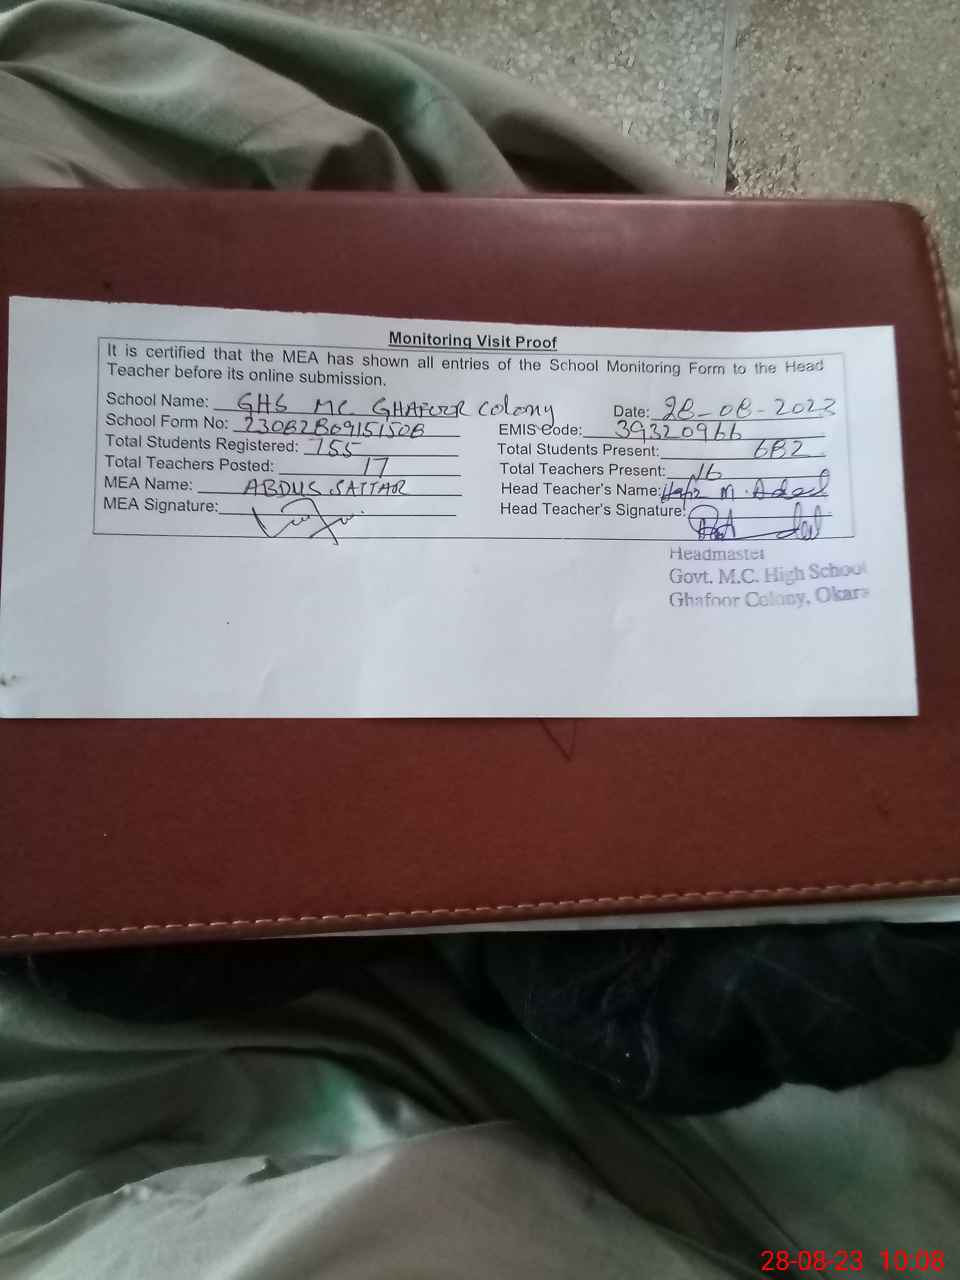 Monitoring Visit Proof
It is certified that the MEA has shown all entries of the School Monitoring Form to the Head
Teacher before its online submission.
School Name: GHS MC GHAFOOR Colony Date: 28-08-2023
School Form No: 23082809151508 EMIS Code: 39320966
Total Students Registered: 755 Total Students Present: 682
Total Teachers Posted: 17 Total Teachers Present: 16
MEA Name: ABDUS SATTAR Head Teacher's Name: Hafiz M. Adeel
MEA Signature: Head Teacher's Signature:
Headmaster
Govt. M.C. High School
Ghafoor Colony, Okara
28-08-23 10:08